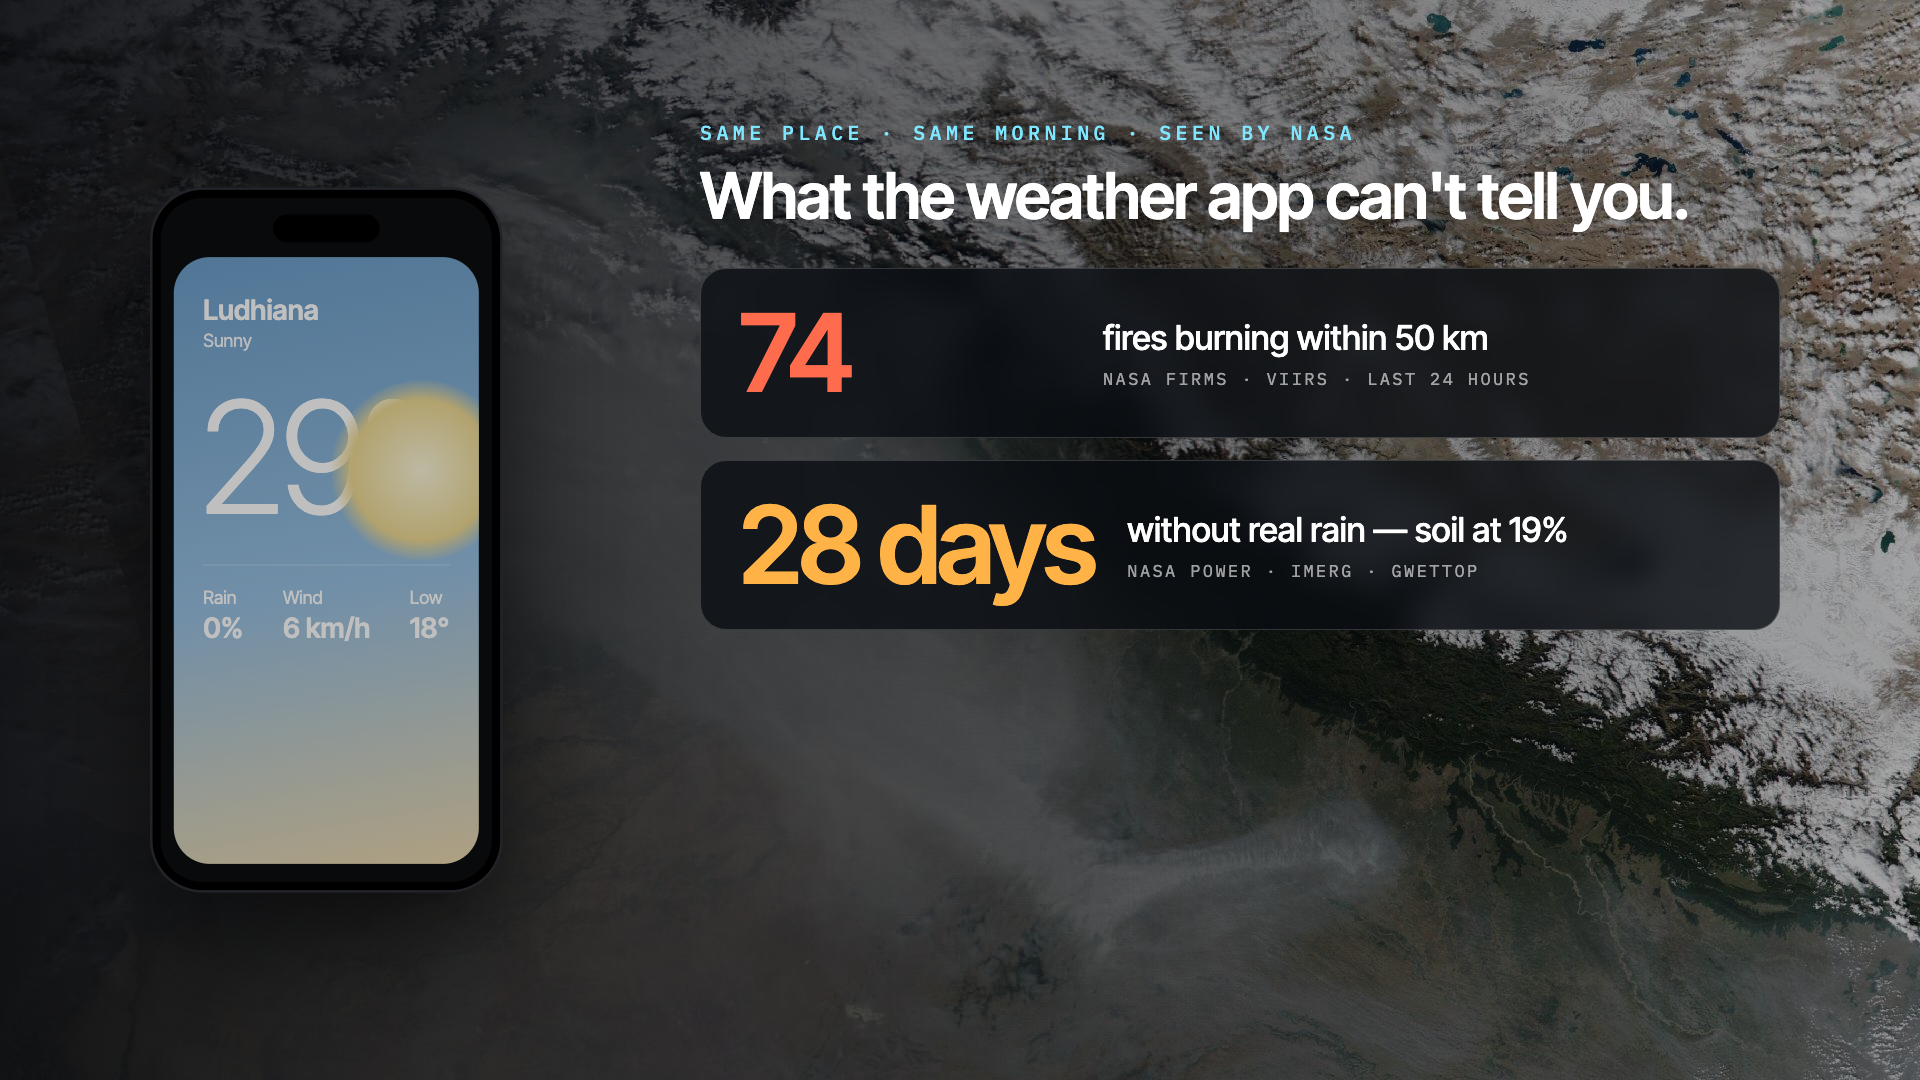 SAME PLACE · SAME MORNING · SEEN BY NASA
What the weather app can't tell you.
Ludhiana
Sunny
29°
Rain
0%
Wind
6 km/h
Low
18°
74
fires burning within 50 km
NASA FIRMS · VIIRS · LAST 24 HOURS
28 days
without real rain — soil at 19%
NASA POWER · IMERG · GWETTOP